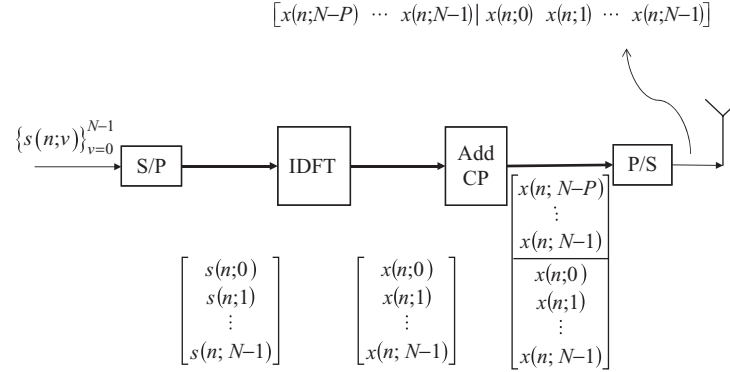 [x(n;N−P) ⋯ x(n;N−1)| x(n;0) x(n;1) ⋯ x(n;N−1)]
{s(n;v)}_{v=0}^{N−1}
S/P
IDFT
Add
CP
P/S
[x(n; N−P)
⋮
x(n; N−1)
x(n;0)
x(n;1)
⋮
x(n; N−1)]
[s(n;0)
s(n;1)
⋮
s(n; N−1)]
[x(n;0)
x(n;1)
⋮
x(n; N−1)]